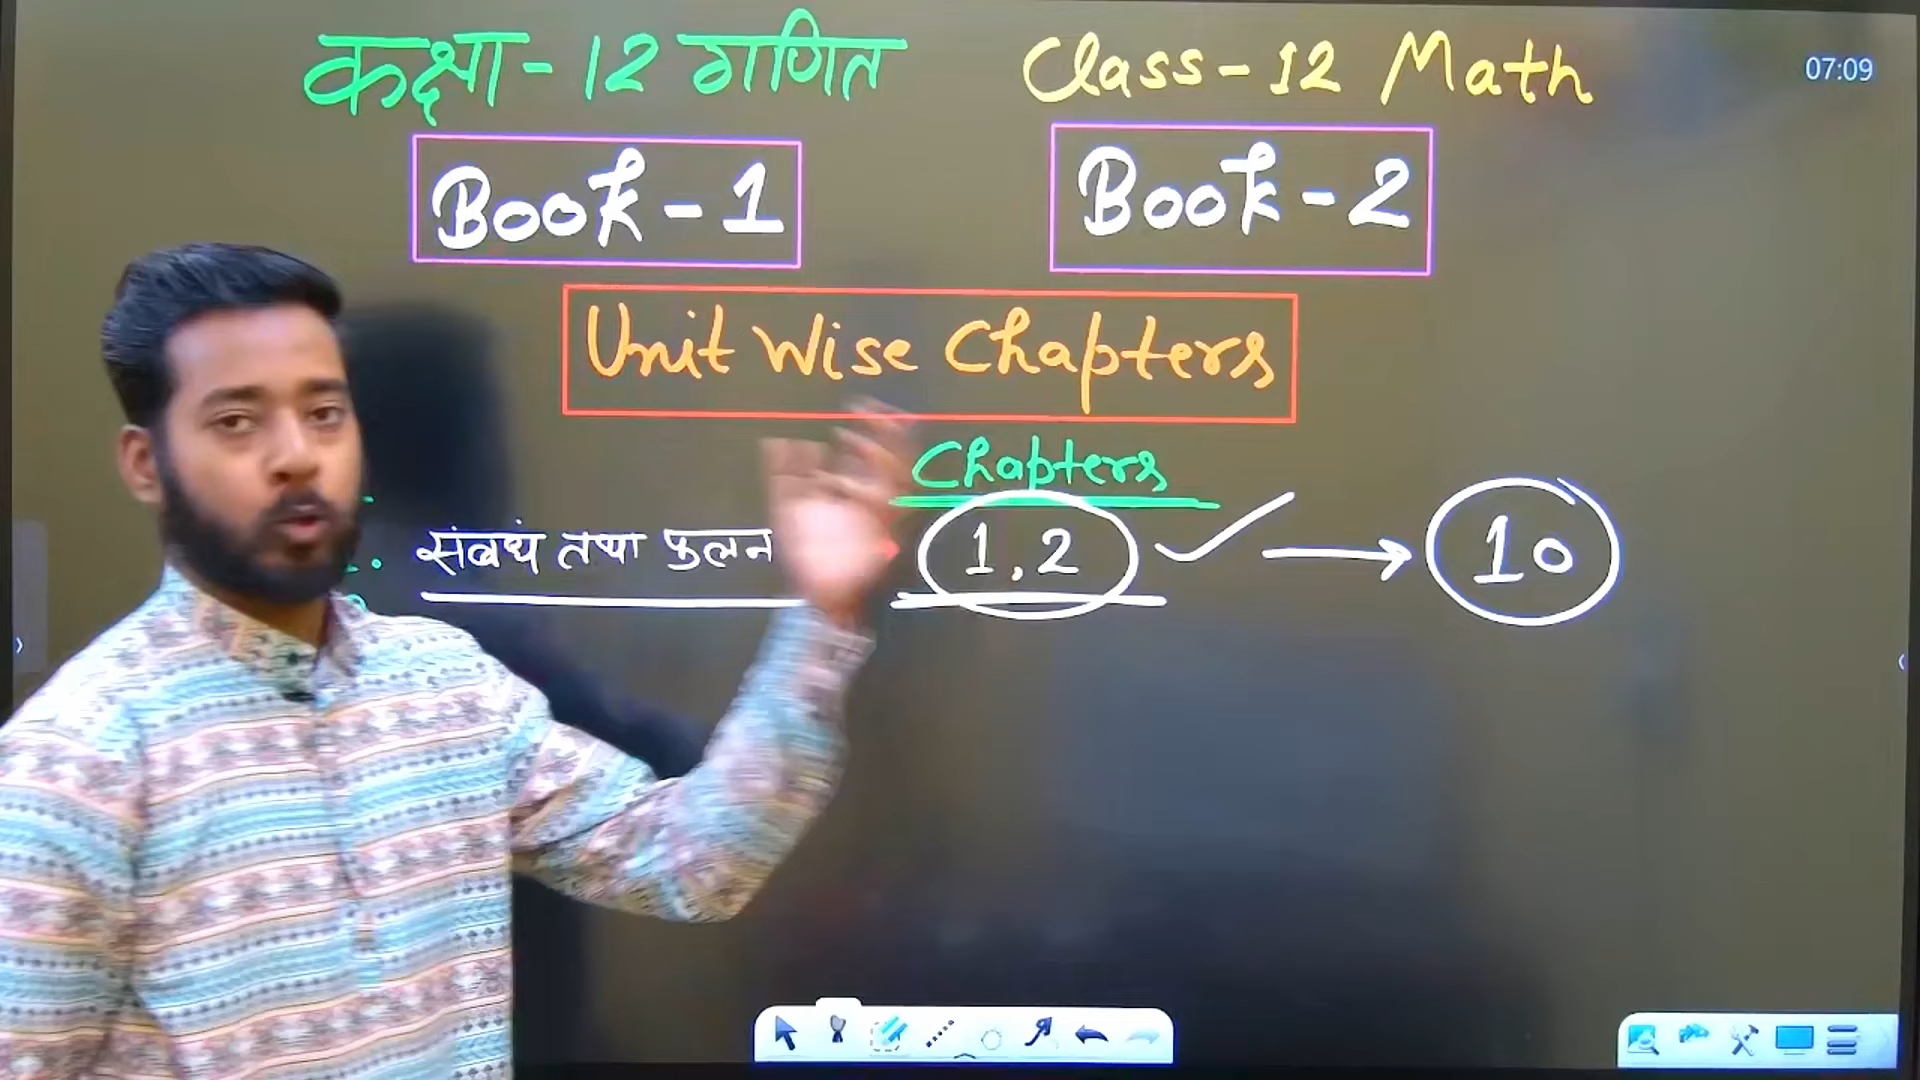 कक्षा-12 गणित Class-12 Math
07:09
Book-1 Book-2
Unit Wise Chapters
Chapters
संबधं तथा फलन 1,2 10